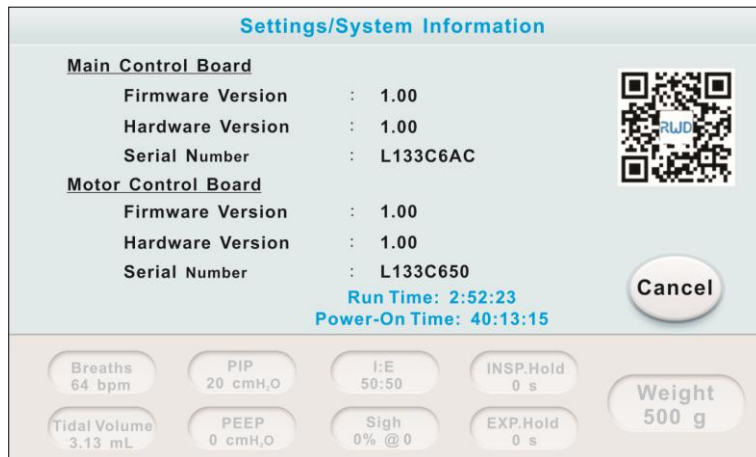 Settings/System Information
Main Control Board
Firmware Version : 1.00
Hardware Version : 1.00
Serial Number : L133C6AC
RWD
Motor Control Board
Firmware Version : 1.00
Hardware Version : 1.00
Serial Number : L133C650
Cancel
Run Time: 2:52:23
Power-On Time: 40:13:15
Breaths
64 bpm
PIP
20 cmH₂O
I:E
50:50
INSP.Hold
0 s
Weight
500 g
Tidal Volume
3.13 mL
PEEP
0 cmH₂O
Sigh
0% @0
EXP.Hold
0 s